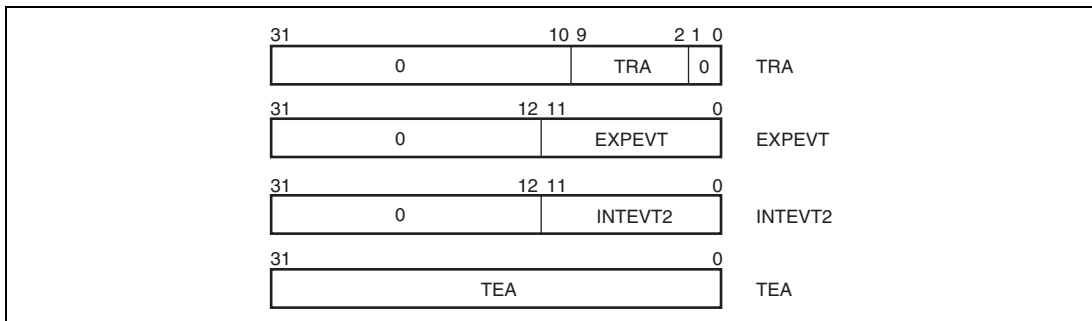 31 10 9 2 1 0
0 TRA 0 TRA
31 12 11 0
0 EXPEVT EXPEVT
31 12 11 0
0 INTEVT2 INTEVT2
31 0
TEA TEA